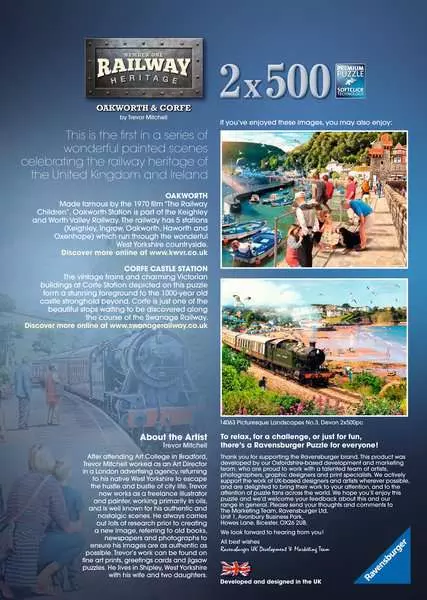 NUMBER ONE
RAILWAY
HERITAGE
OAKWORTH & CORFE
by Trevor Mitchell
2x500
PREMIUM
PUZZLE
SOFTCLICK
TECHNOLOGY
This is the first in a series of
wonderful painted scenes
celebrating the railway heritage of
the United Kingdom and Ireland
OAKWORTH
Made famous by the 1970 film "The Railway
Children", Oakworth Station is part of the Keighley
and Worth Valley Railway. The railway has 5 stations
(Keighley, Ingrow, Oakworth, Haworth and
Oxenhope) which run through the wonderful
West Yorkshire countryside.
Discover more online at www.kwvr.co.uk
CORFE CASTLE STATION
The vintage trains and charming Victorian
buildings at Corfe Station depicted on this puzzle
form a stunning foreground to the 1000-year old
castle stronghold beyond. Corfe is just one of the
beautiful stops waiting to be discovered along
the course of the Swanage Railway.
Discover more online at www.swanagerailway.co.uk
About the Artist
Trevor Mitchell
After attending Art College in Bradford,
Trevor Mitchell worked as an Art Director
in a London advertising agency, returning
to his native West Yorkshire to escape
the hustle and bustle of city life. Trevor
now works as a freelance illustrator
and painter, working primarily in oils,
and is well known for his authentic and
nostalgic scenes. He always carries
out lots of research prior to creating
a new image, referring to old books,
newspapers and photographs to
ensure his images are as authentic as
possible. Trevor's work can be found on
fine art prints, greetings cards and jigsaw
puzzles. He lives in Shipley, West Yorkshire
with his wife and two daughters.
If you've enjoyed these images, you may also enjoy:
14063 Picturesque Landscapes No.3, Devon 2x500pc
To relax, for a challenge, or just for fun,
there's a Ravensburger Puzzle for everyone!
Thank you for supporting the Ravensburger brand. This product was
developed by our Oxfordshire-based development and marketing
team, who are proud to work with a talented team of artists,
photographers, graphic designers and print specialists. We actively
support the work of UK-based designers and artists wherever possible,
and are delighted to bring their work to your attention, and to the
attention of puzzle fans across the world. We hope you'll enjoy this
puzzle and we'd welcome your feedback about this and our
range in general. Please send your thoughts and comments to
The Marketing Team, Ravensburger Ltd,
Unit 1, Avonbury Business Park,
Howes Lane, Bicester, OX26 2UB.
We look forward to hearing from you!
All best wishes
Ravensburger UK Development & Marketing Team
Developed and designed in the UK
Ravensburger